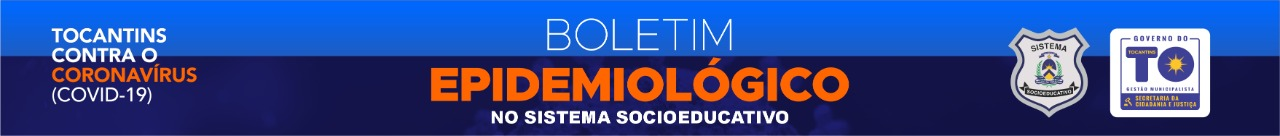 TOCANTINS
CONTRA O
CORONAVÍRUS
(COVID-19)
BOLETIM
EPIDEMIOLÓGICO
NO SISTEMA SOCIOEDUCATIVO
SISTEMA
SOCIOEDUCATIVO
GOVERNO DO
TOCANTINS
TO
GESTÃO MUNICIPALISTA
SECRETARIA DA
CIDADANIA E JUSTIÇA